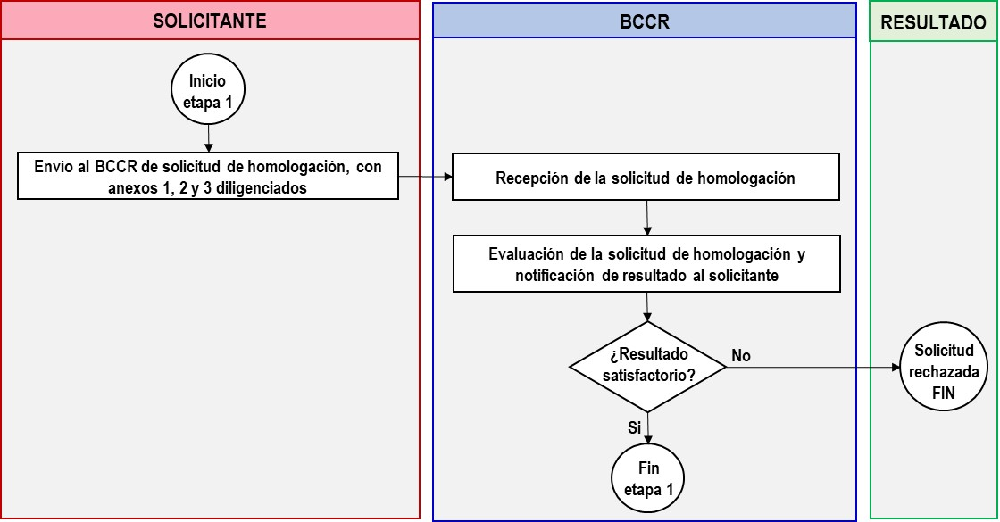 SOLICITANTE
BCCR
RESULTADO
Inicio
etapa 1
Envío al BCCR de solicitud de homologación, con
anexos 1, 2 y 3 diligenciados
Recepción de la solicitud de homologación
Evaluación de la solicitud de homologación y
notificación de resultado al solicitante
¿Resultado
satisfactorio?
No
Solicitud
rechazada
FIN
Si
Fin
etapa 1